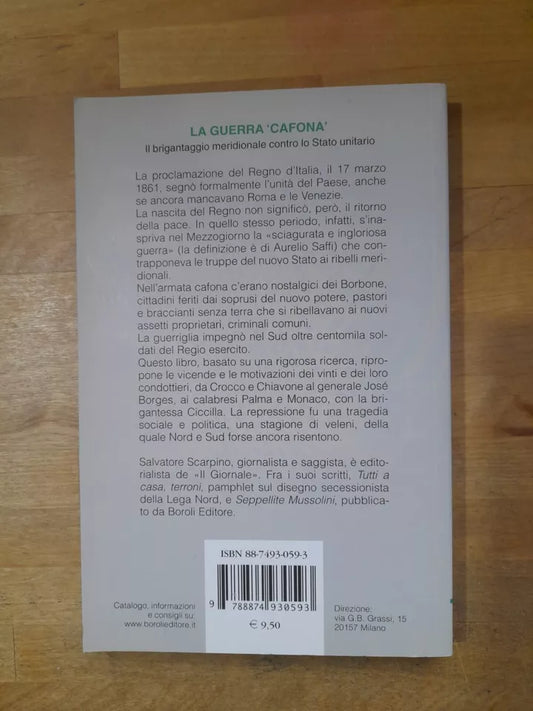 LA GUERRA 'CAFONA'
Il brigantaggio meridionale contro lo Stato unitario
La proclamazione del Regno d'Italia, il 17 marzo
1861, segnò formalmente l'unità del Paese, anche
se ancora mancavano Roma e le Venezie.
La nascita del Regno non significò, però, il ritorno
della pace. In quello stesso periodo, infatti, s'ina-
spriva nel Mezzogiorno la «sciagurata e ingloriosa
guerra» (la definizione è di Aurelio Saffi) che con-
trapponeva le truppe del nuovo Stato ai ribelli meri-
dionali.
Nell'armata cafona c'erano nostalgici dei Borbone,
cittadini feriti dai soprusi del nuovo potere, pastori
e braccianti senza terra che si ribellavano ai nuovi
assetti proprietari, criminali comuni.
La guerriglia impegnò nel Sud oltre centomila sol-
dati del Regio esercito.
Questo libro, basato su una rigorosa ricerca, ripro-
pone le vicende e le motivazioni dei vinti e dei loro
condottieri, da Crocco e Chiavone al generale José
Borges, ai calabresi Palma e Monaco, con la bri-
gantessa Ciccilla. La repressione fu una tragedia
sociale e politica, una stagione di veleni, della
quale Nord e Sud forse ancora risentono.
Salvatore Scarpino, giornalista e saggista, è edito-
rialista de «Il Giornale». Fra i suoi scritti, Tutti a
casa, terroni, pamphlet sul disegno secessionista
della Lega Nord, e Seppellite Mussolini, pubblica-
to da Boroli Editore.
ISBN 88-7493-059-3
9 788874 930593
€ 9,50
Catalogo, informazioni
e consigli su:
www.borolieditore.it
Direzione:
via G.B. Grassi, 15
20157 Milano